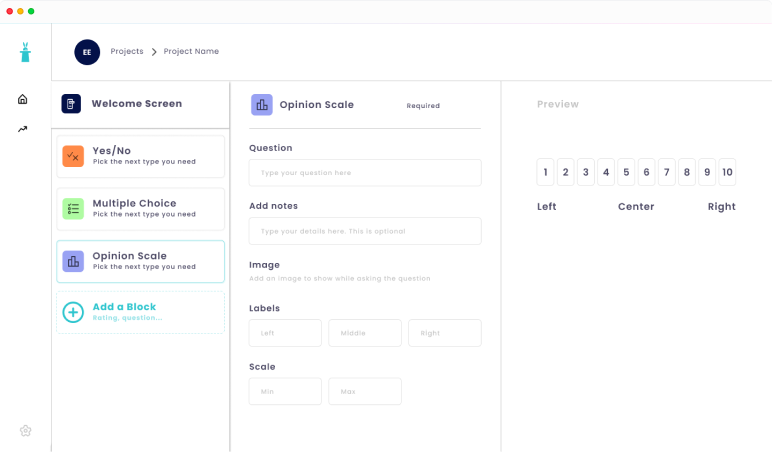 EE
Projects
Project Name
Welcome Screen
Yes/No
Pick the next type you need
Multiple Choice
Pick the next type you need
Opinion Scale
Pick the next type you need
Add a Block
Rating, question...
Opinion Scale
Required
Question
Type your question here
Add notes
Type your details here. This is optional
Image
Add an image to show while asking the question
Labels
Left Middle Right
Scale
Min Max
Preview
1 2 3 4 5 6 7 8 9 10
Left Center Right